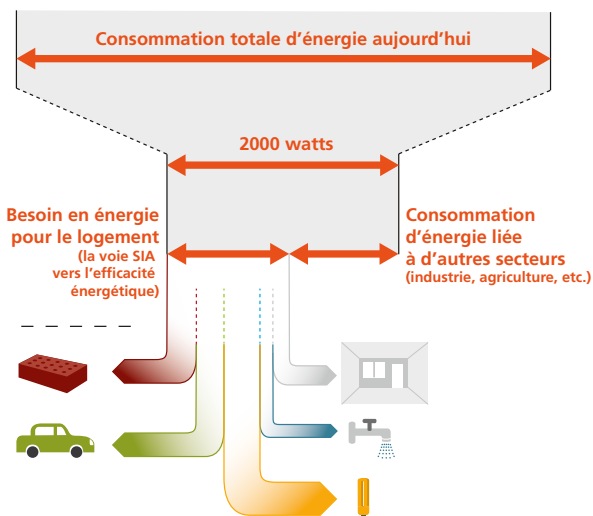 Consommation totale d’énergie aujourd’hui
2000 watts
Besoin en énergie
pour le logement
(la voie SIA
vers l’efficacité
énergétique)
Consommation
d’énergie liée
à d’autres secteurs
(industrie, agriculture, etc.)